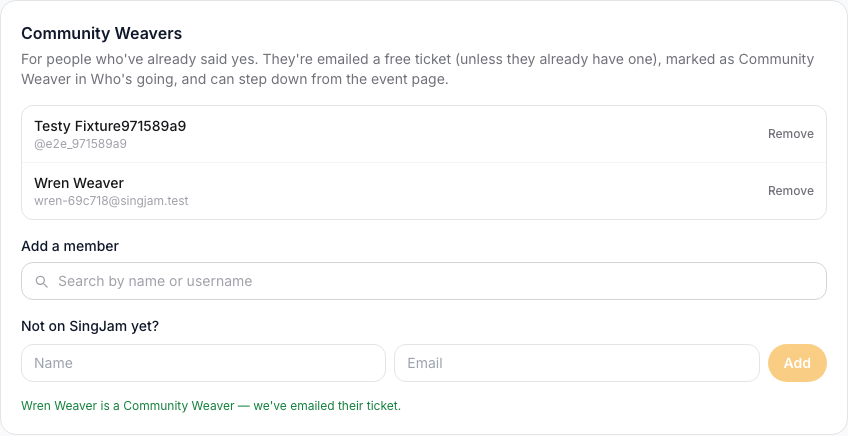 Community Weavers
For people who've already said yes. They're emailed a free ticket (unless they already have one), marked as Community
Weaver in Who's going, and can step down from the event page.
Testy Fixture971589a9
@e2e_971589a9
Remove
Wren Weaver
wren-69c718@singjam.test
Remove
Add a member
Search by name or username
Not on SingJam yet?
Name
Email
Add
Wren Weaver is a Community Weaver — we've emailed their ticket.